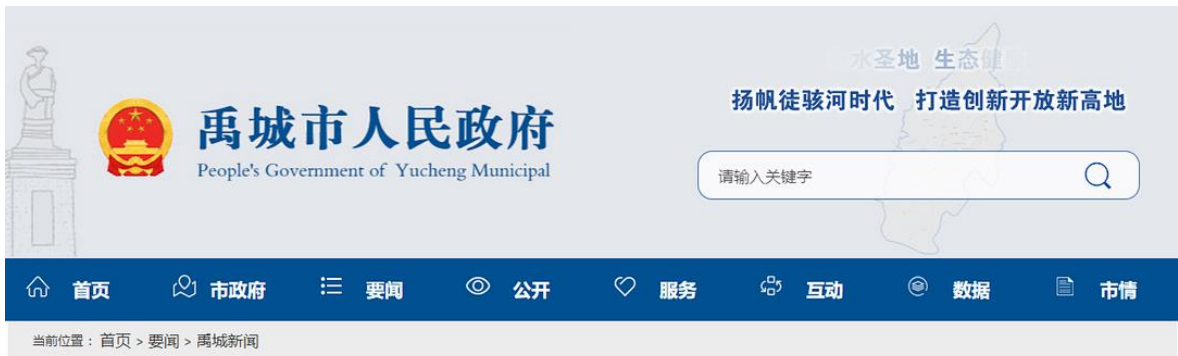 水圣地 生态健
扬帆徒骇河时代 打造创新开放新高地
禹城市人民政府
People's Government of Yucheng Municipal
请输入关键字
首页 市政府 要闻 公开 服务 互动 数据 市情
当前位置：首页 > 要闻 > 禹城新闻